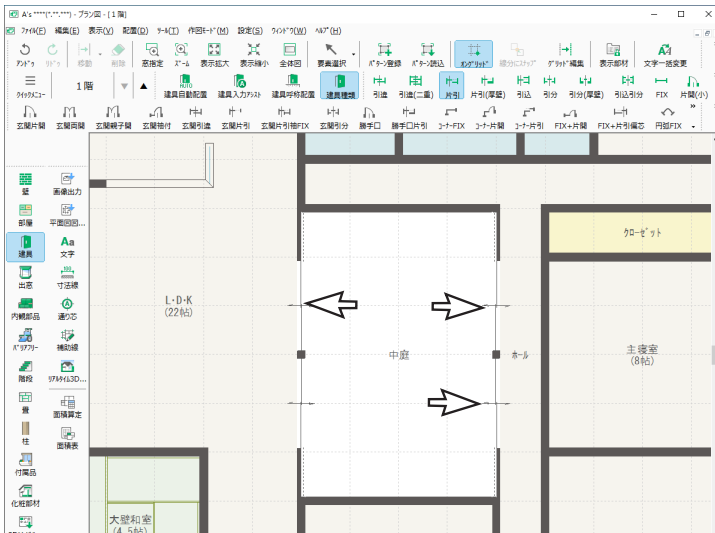 A's ****(*.**.***) - プラン図 - [1 階]
ファイル(F) 編集(E) 表示(V) 配置(D) ツール(T) 作図モード(M) 設定(S) ウィンドウ(W) ヘルプ(H)
アンドゥ リドゥ 移動 削除 窓指定 ズーム 表示拡大 表示縮小 全体図 要素選択 パターン登録 パターン読込 オングリッド 線分にスナップ グリッド編集 表示部材 文字一括変更
クイックメニュー 1 階 建具自動配置 建具入力アシスト 建具呼称配置 建具種類 引違 引違(二重) 片引 片引(厚壁) 引込 引分 引分(厚壁) 引込引分 FIX 片開(小)
AUTO
玄関片開 玄関両開 玄関親子開 玄関袖付 玄関引違 玄関片引 玄関片引袖FIX 玄関引分 勝手口 勝手口片引 コーナーFIX コーナー片開 コーナー片引 FIX+片開 FIX+片引偏芯 円弧FIX
壁 画像出力
部屋 平面図図...
建具 Aa 文字
出窓 寸法線
内観部品 通り芯
バリアフリー 補助線
階段 リアルタイム3D...
畳 面積算定
柱 面積表
付属品
化粧部材
クローゼット
L・D・K
(22帖)
中庭
ホール
主寝室
(8帖)
大壁和室
(4.5帖)